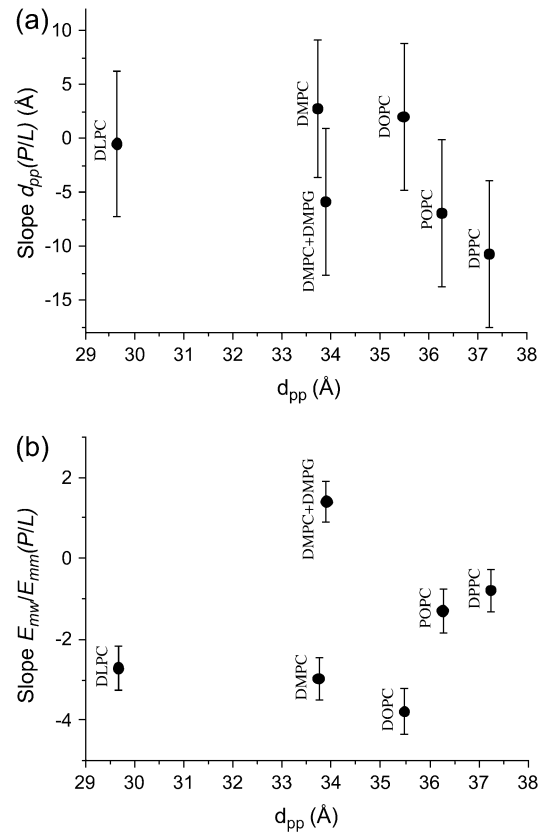 (a)
Slope d_pp(P/L) (Å)
10
5
0
-5
-10
-15
DLPC
DMPC
DMPC+DMPG
DOPC
POPC
DPPC
29 30 31 32 33 34 35 36 37 38
d_pp (Å)
(b)
Slope E_mw/E_mm(P/L)
2
0
-2
-4
DLPC
DMPC+DMPG
DMPC
DOPC
POPC
DPPC
29 30 31 32 33 34 35 36 37 38
d_pp (Å)